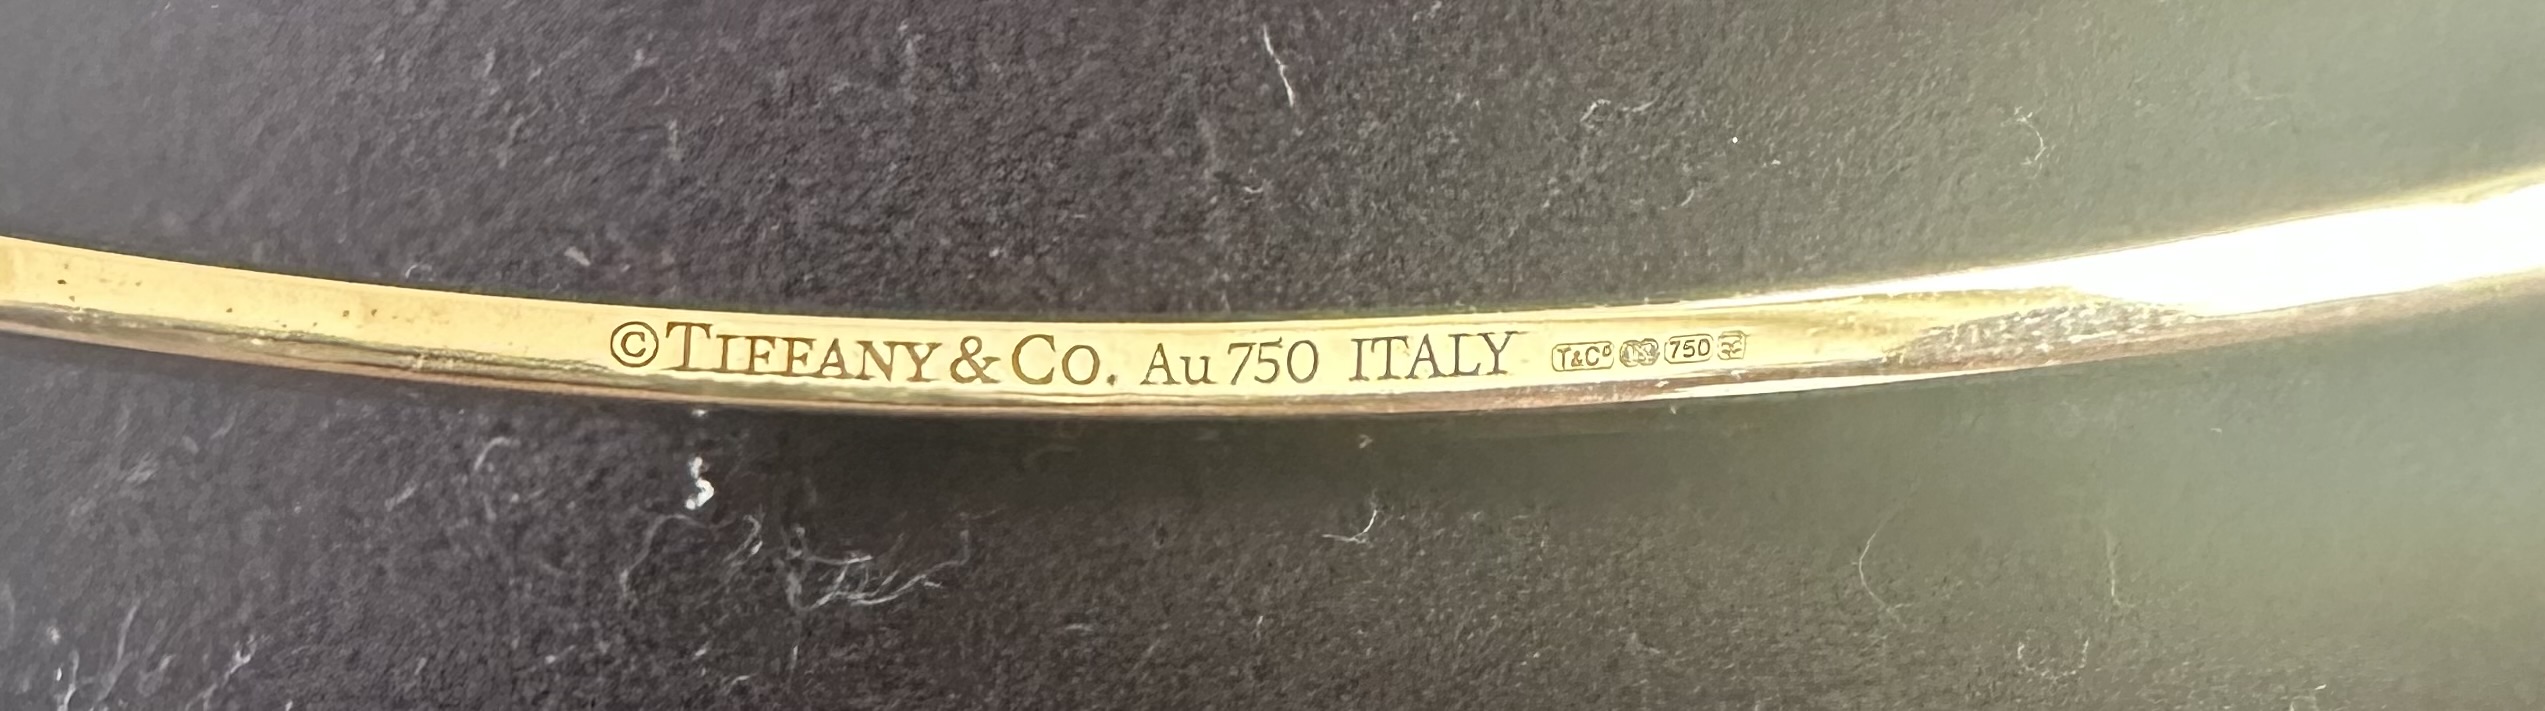 ©TIFFANY & CO. Au 750 ITALY T&Co 750